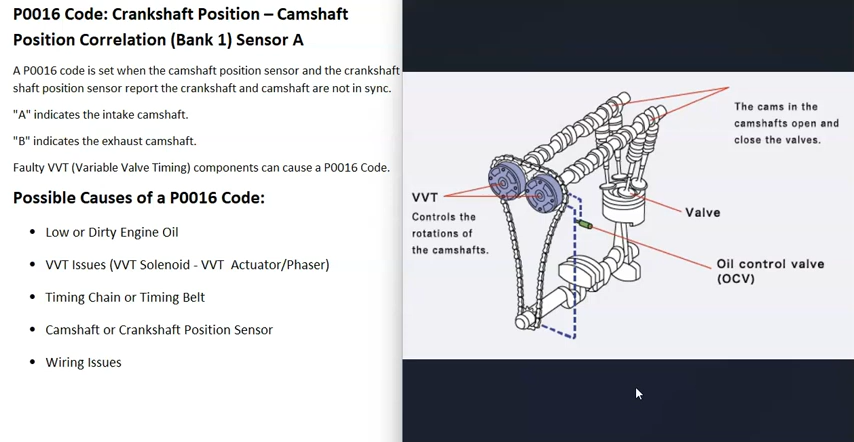 P0016 Code: Crankshaft Position – Camshaft
Position Correlation (Bank 1) Sensor A
A P0016 code is set when the camshaft position sensor and the crankshaft
shaft position sensor report the crankshaft and camshaft are not in sync.
"A" indicates the intake camshaft.
"B" indicates the exhaust camshaft.
Faulty VVT (Variable Valve Timing) components can cause a P0016 Code.
Possible Causes of a P0016 Code:
• Low or Dirty Engine Oil
• VVT Issues (VVT Solenoid - VVT Actuator/Phaser)
• Timing Chain or Timing Belt
• Camshaft or Crankshaft Position Sensor
• Wiring Issues
The cams in the
camshafts open and
close the valves.
VVT
Controls the
rotations of
the camshafts.
Valve
Oil control valve
(OCV)